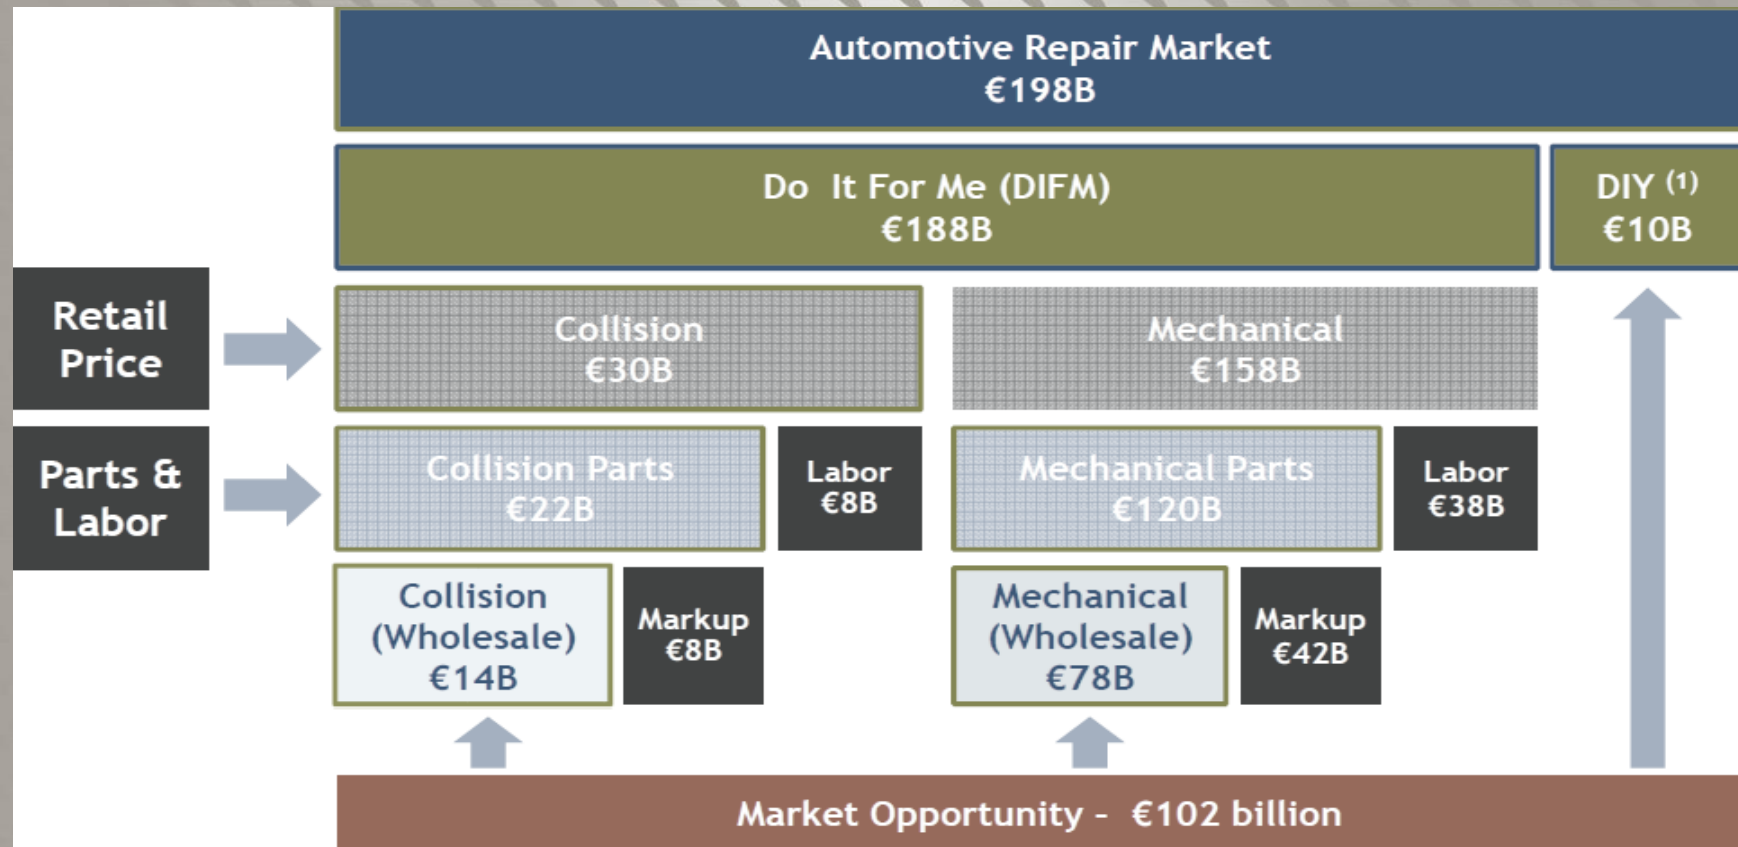 Automotive Repair Market
€198B
Do It For Me (DIFM)
€188B
DIY (1)
€10B
Retail
Price
Collision
€30B
Mechanical
€158B
Parts &
Labor
Collision Parts
€22B
Labor
€8B
Mechanical Parts
€120B
Labor
€38B
Collision
(Wholesale)
€14B
Markup
€8B
Mechanical
(Wholesale)
€78B
Markup
€42B
Market Opportunity - €102 billion